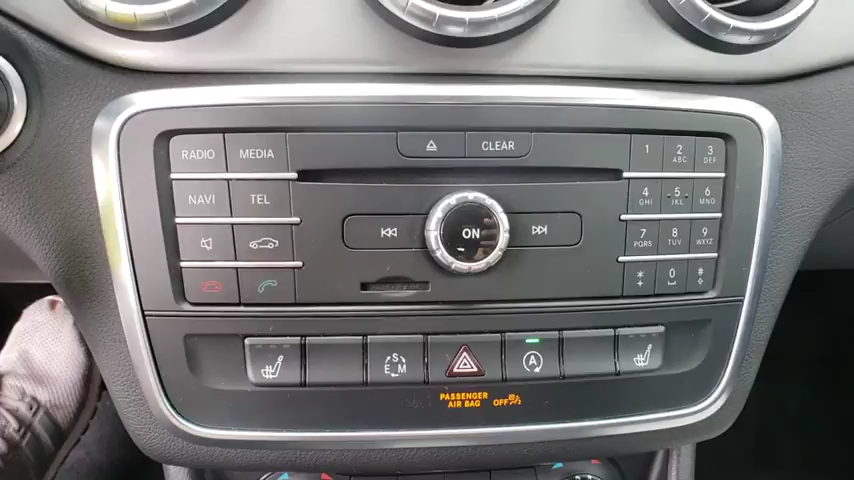 RADIO MEDIA CLEAR 1 2 ABC 3 DEF
NAVI TEL 4 GHI 5 JKL 6 MNO
ON
7 PQRS 8 TUV 9 WXYZ
* + 0 ⎵ # ⇧
S E M A
PASSENGER
AIR BAG OFF